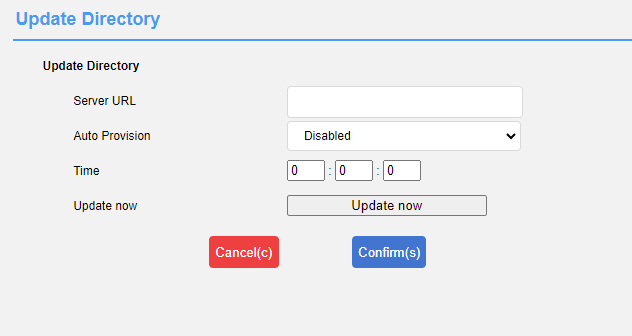 Update Directory
Update Directory
Server URL
Auto Provision Disabled
Time 0 : 0 : 0
Update now Update now
Cancel(c) Confirm(s)